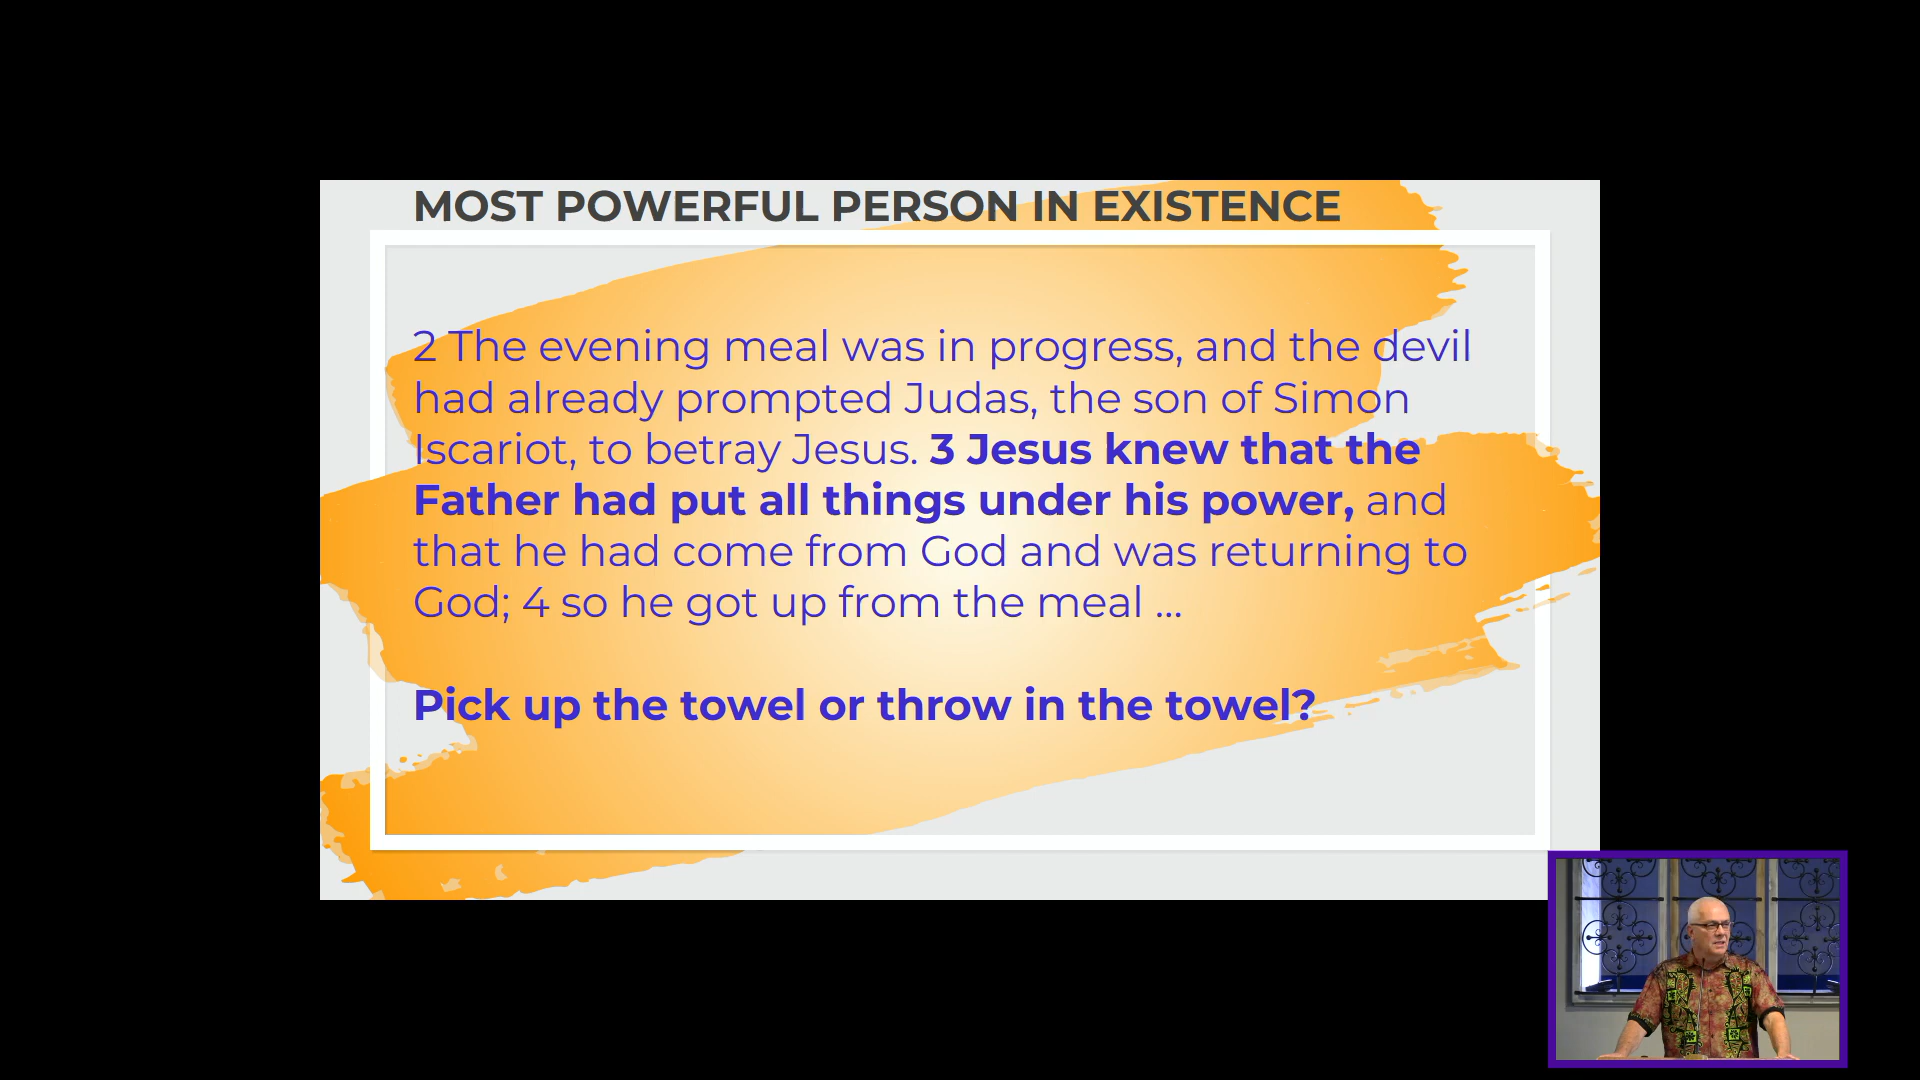 MOST POWERFUL PERSON IN EXISTENCE
2 The evening meal was in progress, and the devil
had already prompted Judas, the son of Simon
Iscariot, to betray Jesus. 3 Jesus knew that the
Father had put all things under his power, and
that he had come from God and was returning to
God; 4 so he got up from the meal ...
Pick up the towel or throw in the towel?